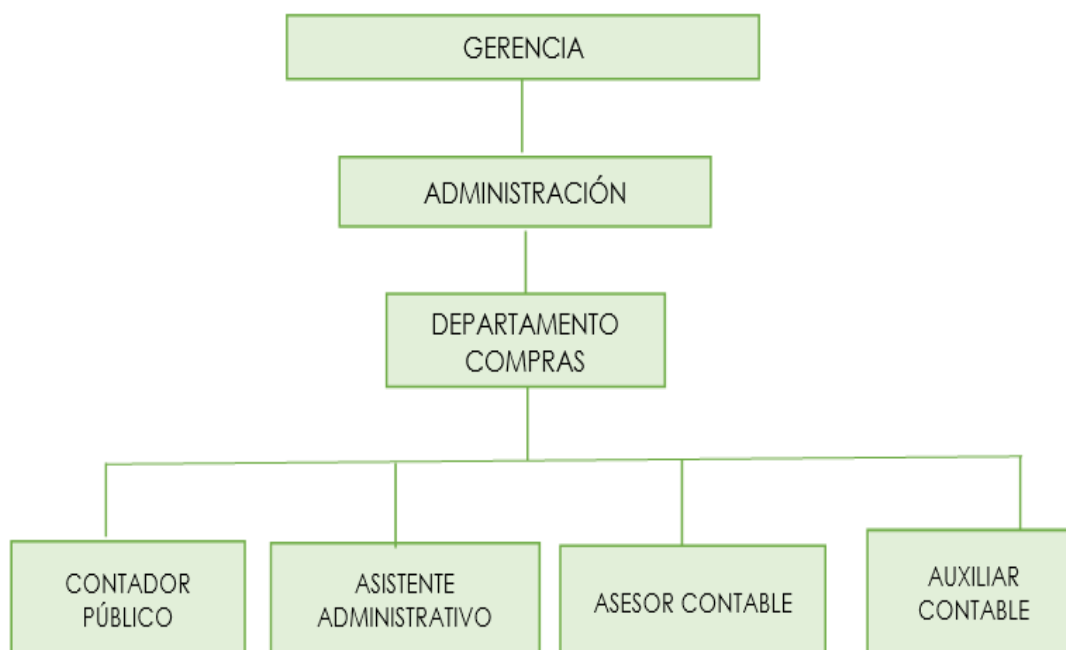 GERENCIA
ADMINISTRACIÓN
DEPARTAMENTO
COMPRAS
CONTADOR
PÚBLICO
ASISTENTE
ADMINISTRATIVO
ASESOR CONTABLE
AUXILIAR
CONTABLE